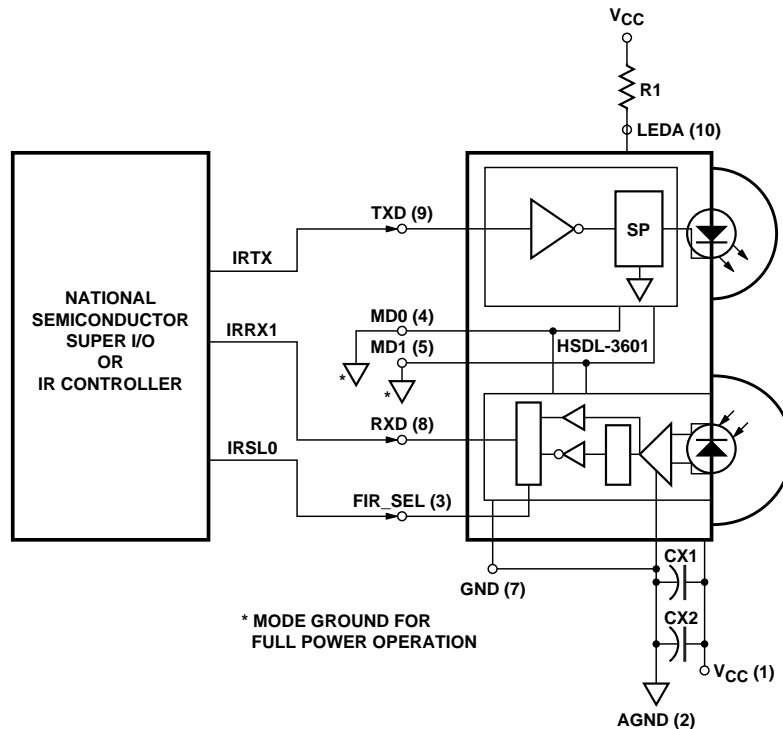 VCC
R1
LEDA (10)
TXD (9)
SP
IRTX
NATIONAL
SEMICONDUCTOR
SUPER I/O
OR
IR CONTROLLER
MD0 (4)
HSDL-3601
MD1 (5)
*
*
IRRX1
RXD (8)
IRSL0
FIR_SEL (3)
GND (7)
CX1
CX2
* MODE GROUND FOR
FULL POWER OPERATION
VCC (1)
AGND (2)